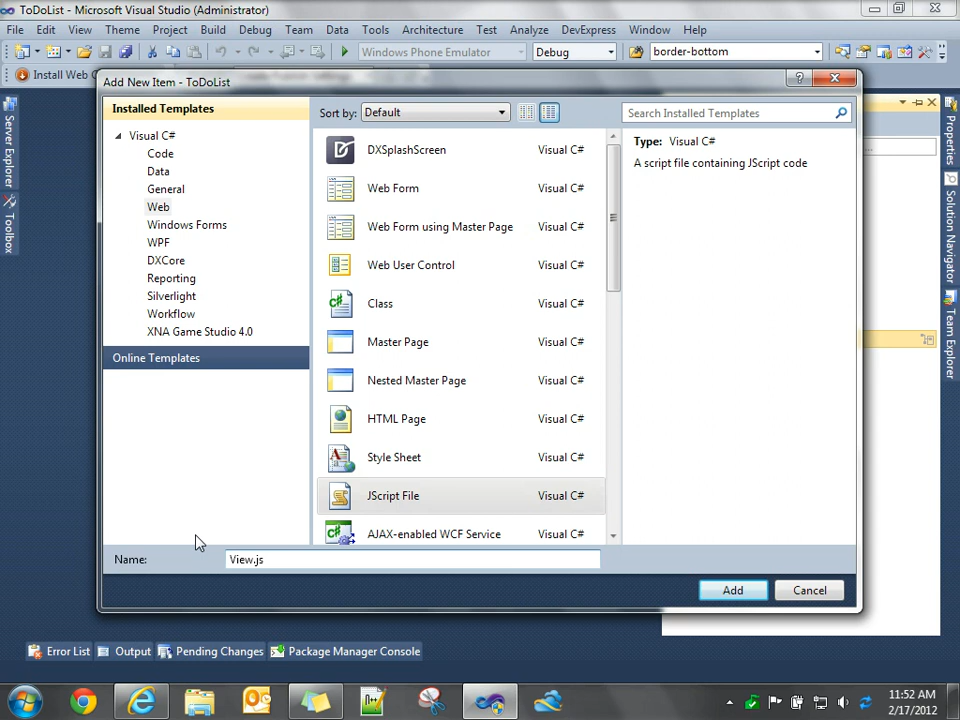 ToDoList - Microsoft Visual Studio (Administrator)
File Edit View Theme Project Build Debug Team Data Tools Architecture Test Analyze DevExpress Window Help
Windows Phone Emulator Debug border-bottom
Install Web C
Add New Item - ToDoList
Installed Templates
Visual C#
Code
Data
General
Web
Windows Forms
WPF
DXCore
Reporting
Silverlight
Workflow
XNA Game Studio 4.0
Online Templates
Sort by: Default
Search Installed Templates
DXSplashScreen Visual C#
Web Form Visual C#
Web Form using Master Page Visual C#
Web User Control Visual C#
Class Visual C#
Master Page Visual C#
Nested Master Page Visual C#
HTML Page Visual C#
Style Sheet Visual C#
JScript File Visual C#
AJAX-enabled WCF Service Visual C#
Type: Visual C#
A script file containing JScript code
Name: View.js
Add Cancel
Server Explorer
Toolbox
Properties
Solution Navigator
Team Explorer
Error List Output Pending Changes Package Manager Console
11:52 AM
2/17/2012